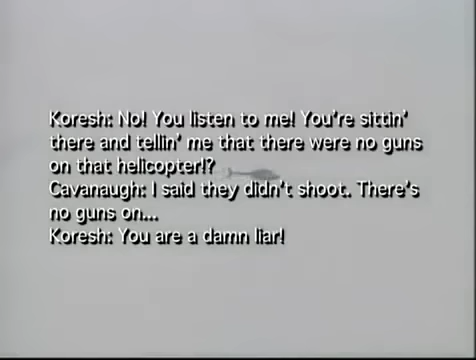 Koresh: No! You listen to me! You're sittin'
there and tellin' me that there were no guns
on that helicopter!?
Cavanaugh: I said they didn't shoot. There's
no guns on...
Koresh: You are a damn liar!